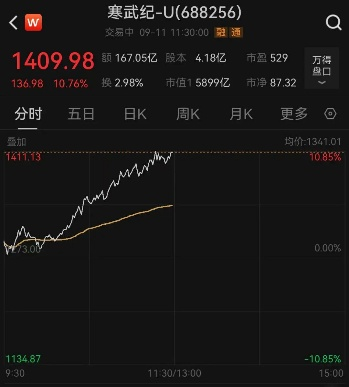 W
寒武纪-U(688256)
交易中 09-11 11:30:00 融 通
1409.98 额 167.05亿 股本 4.18亿 市盈 529 万得
136.98 10.76% 换 2.98% 市值1 5899亿 市净 87.32 盘口
分时 五日 日K 周K 月K 更多
叠加 均价:1341.01
1411.13 10.85%
1273.00 0.00%
1134.87 -10.85%
9:30 11:30/13:00 15:00